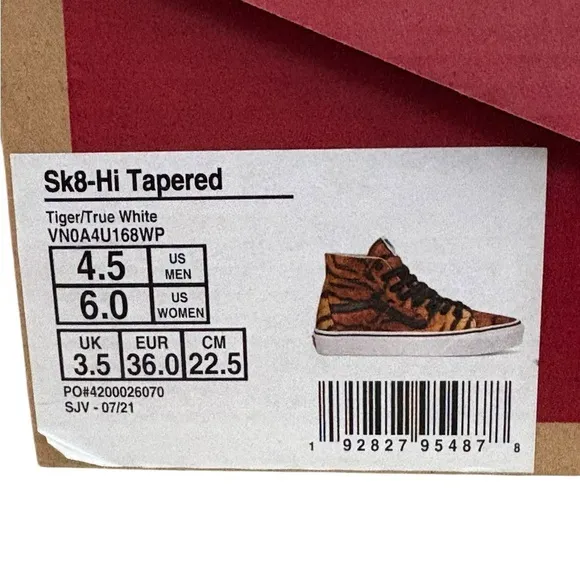 Sk8-Hi Tapered
Tiger/True White
VN0A4U168WP
4.5 US MEN
6.0 US WOMEN
UK EUR CM
3.5 36.0 22.5
PO#4200026070
SJV - 07/21
1 92827 95487 8